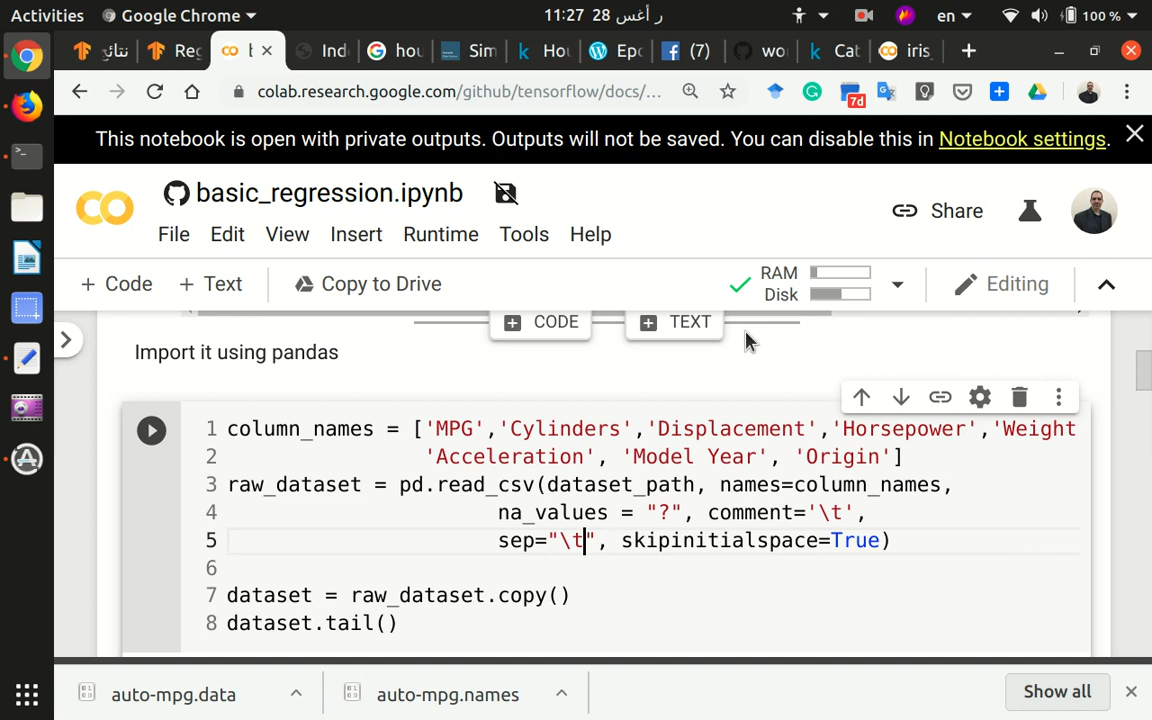 Activities Google Chrome ر أغس 28 11:27 en 100 %
نتائج Reg Ind hou Sim Hou Epo (7) wo Cat iris_
colab.research.google.com/github/tensorflow/docs/... 7d
This notebook is open with private outputs. Outputs will not be saved. You can disable this in Notebook settings.
basic_regression.ipynb
Share
File Edit View Insert Runtime Tools Help
+ Code + Text Copy to Drive RAM Disk Editing
CODE TEXT
Import it using pandas
1 column_names = ['MPG','Cylinders','Displacement','Horsepower','Weight
2 'Acceleration', 'Model Year', 'Origin']
3 raw_dataset = pd.read_csv(dataset_path, names=column_names,
4 na_values = "?", comment='\t',
5 sep="\t", skipinitialspace=True)
6
7 dataset = raw_dataset.copy()
8 dataset.tail()
auto-mpg.data auto-mpg.names Show all